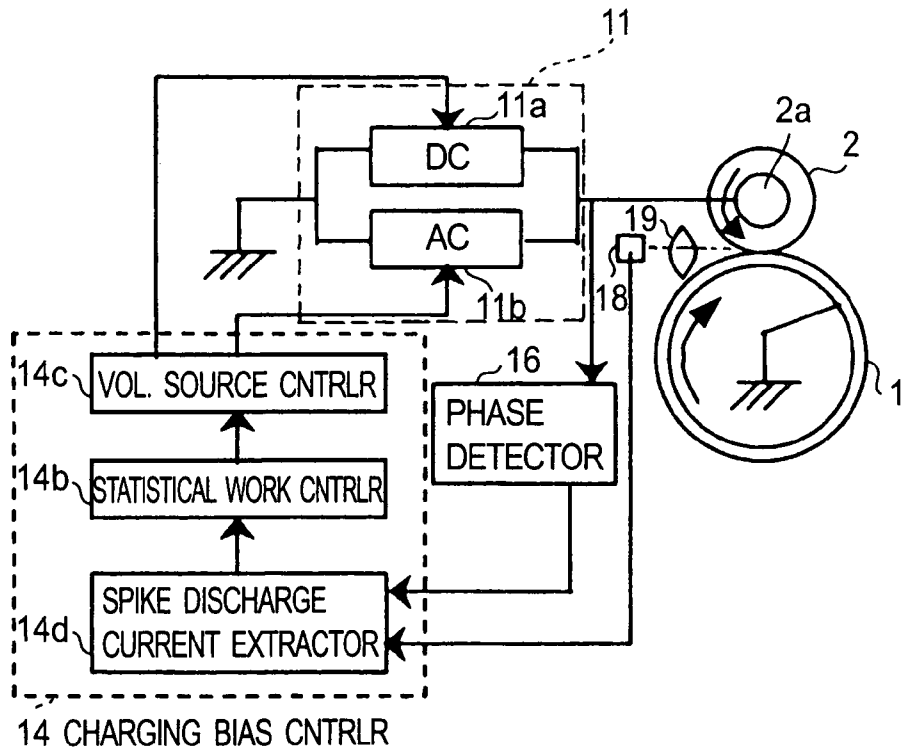 11
11a
DC
AC
11b
2a
2
19
18
1
14c
VOL. SOURCE CNTRLR
16
PHASE
DETECTOR
14b
STATISTICAL WORK CNTRLR
14d
SPIKE DISCHARGE
CURRENT EXTRACTOR
14 CHARGING BIAS CNTRLR